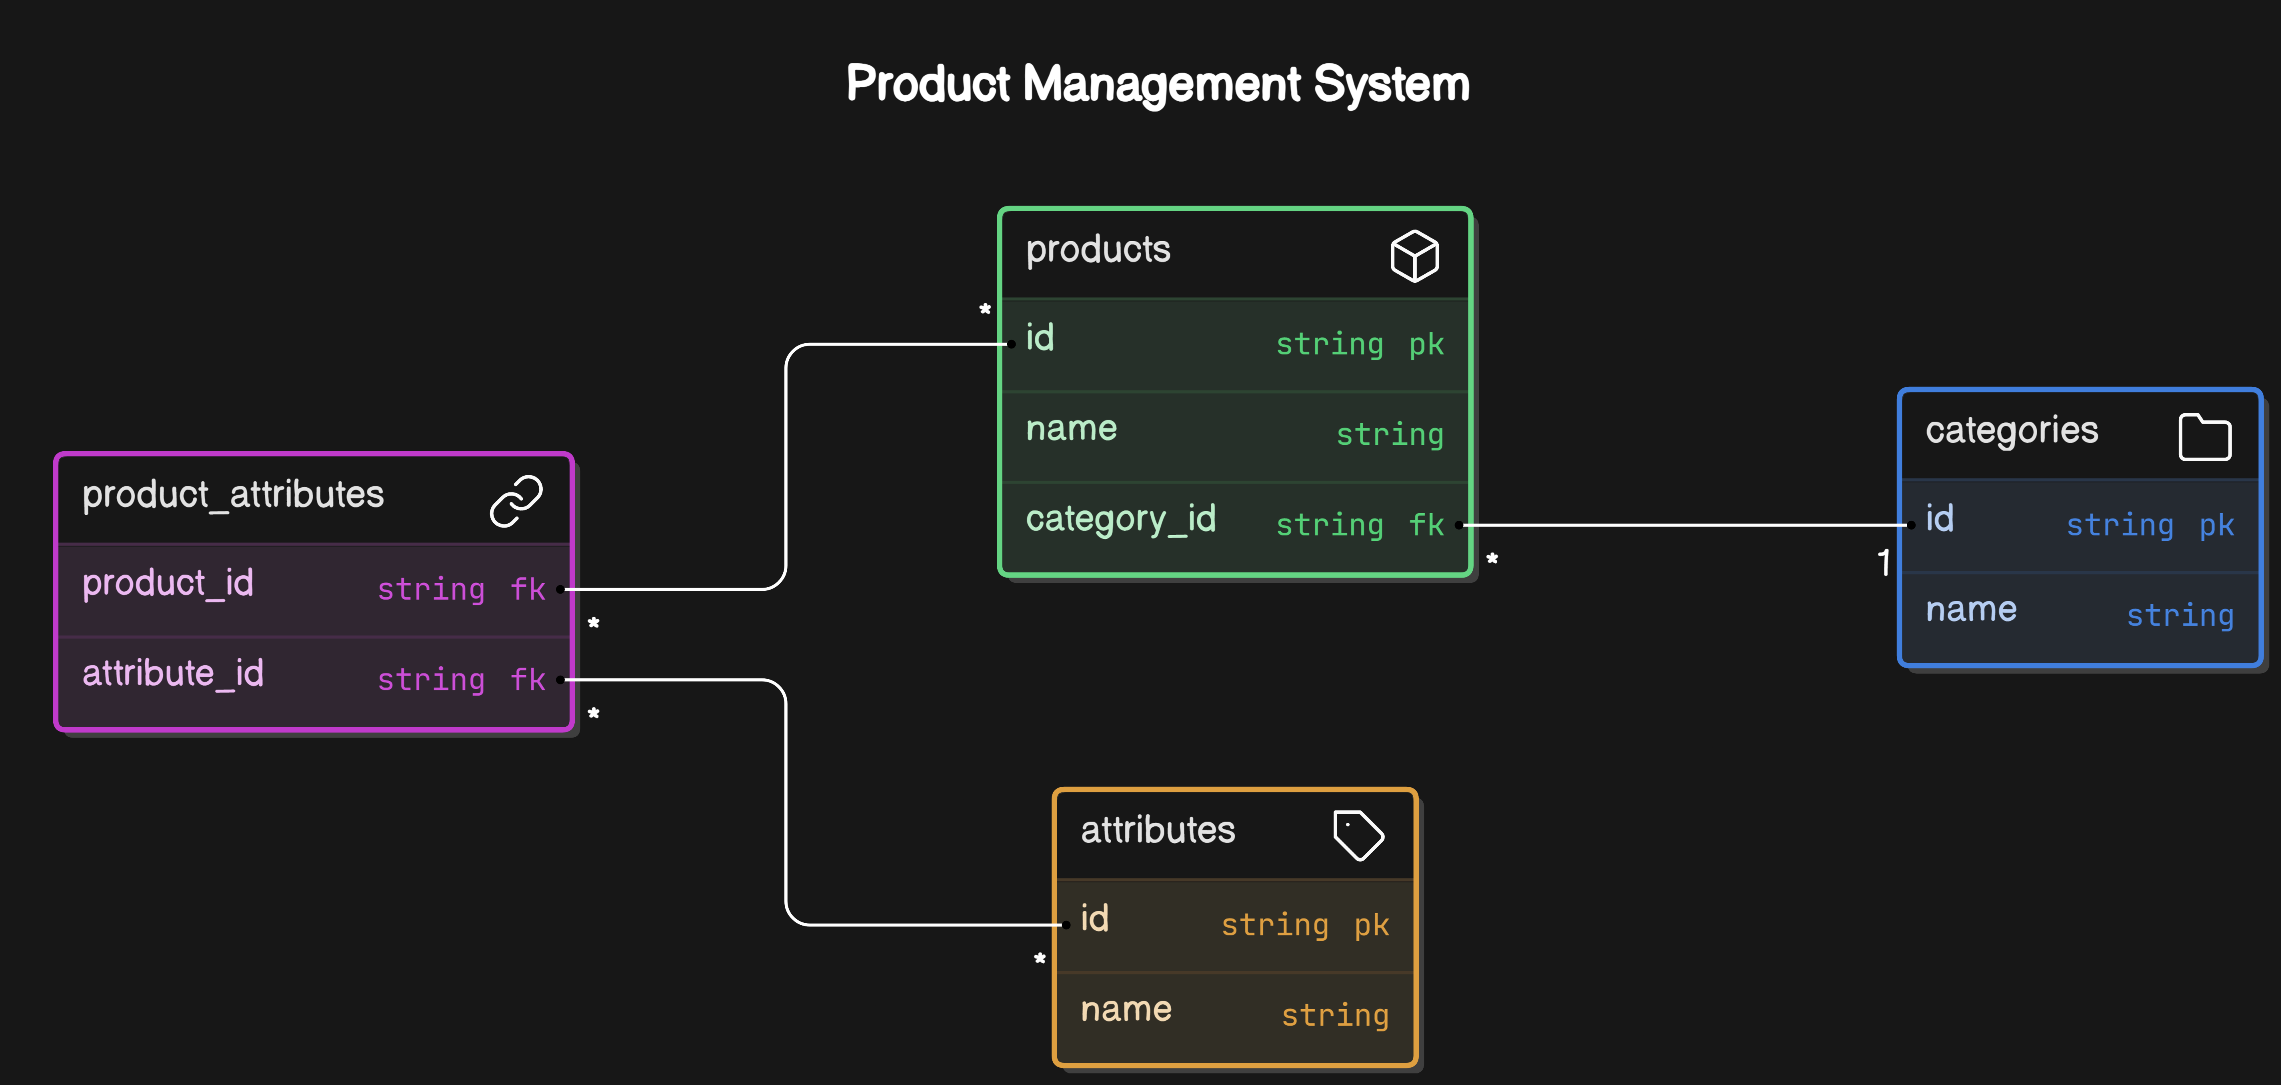 Product Management System
products
*
id string pk
name string
category_id string fk
*
categories
id string pk
1
name string
product_attributes
product_id string fk
*
attribute_id string fk
*
attributes
id string pk
*
name string